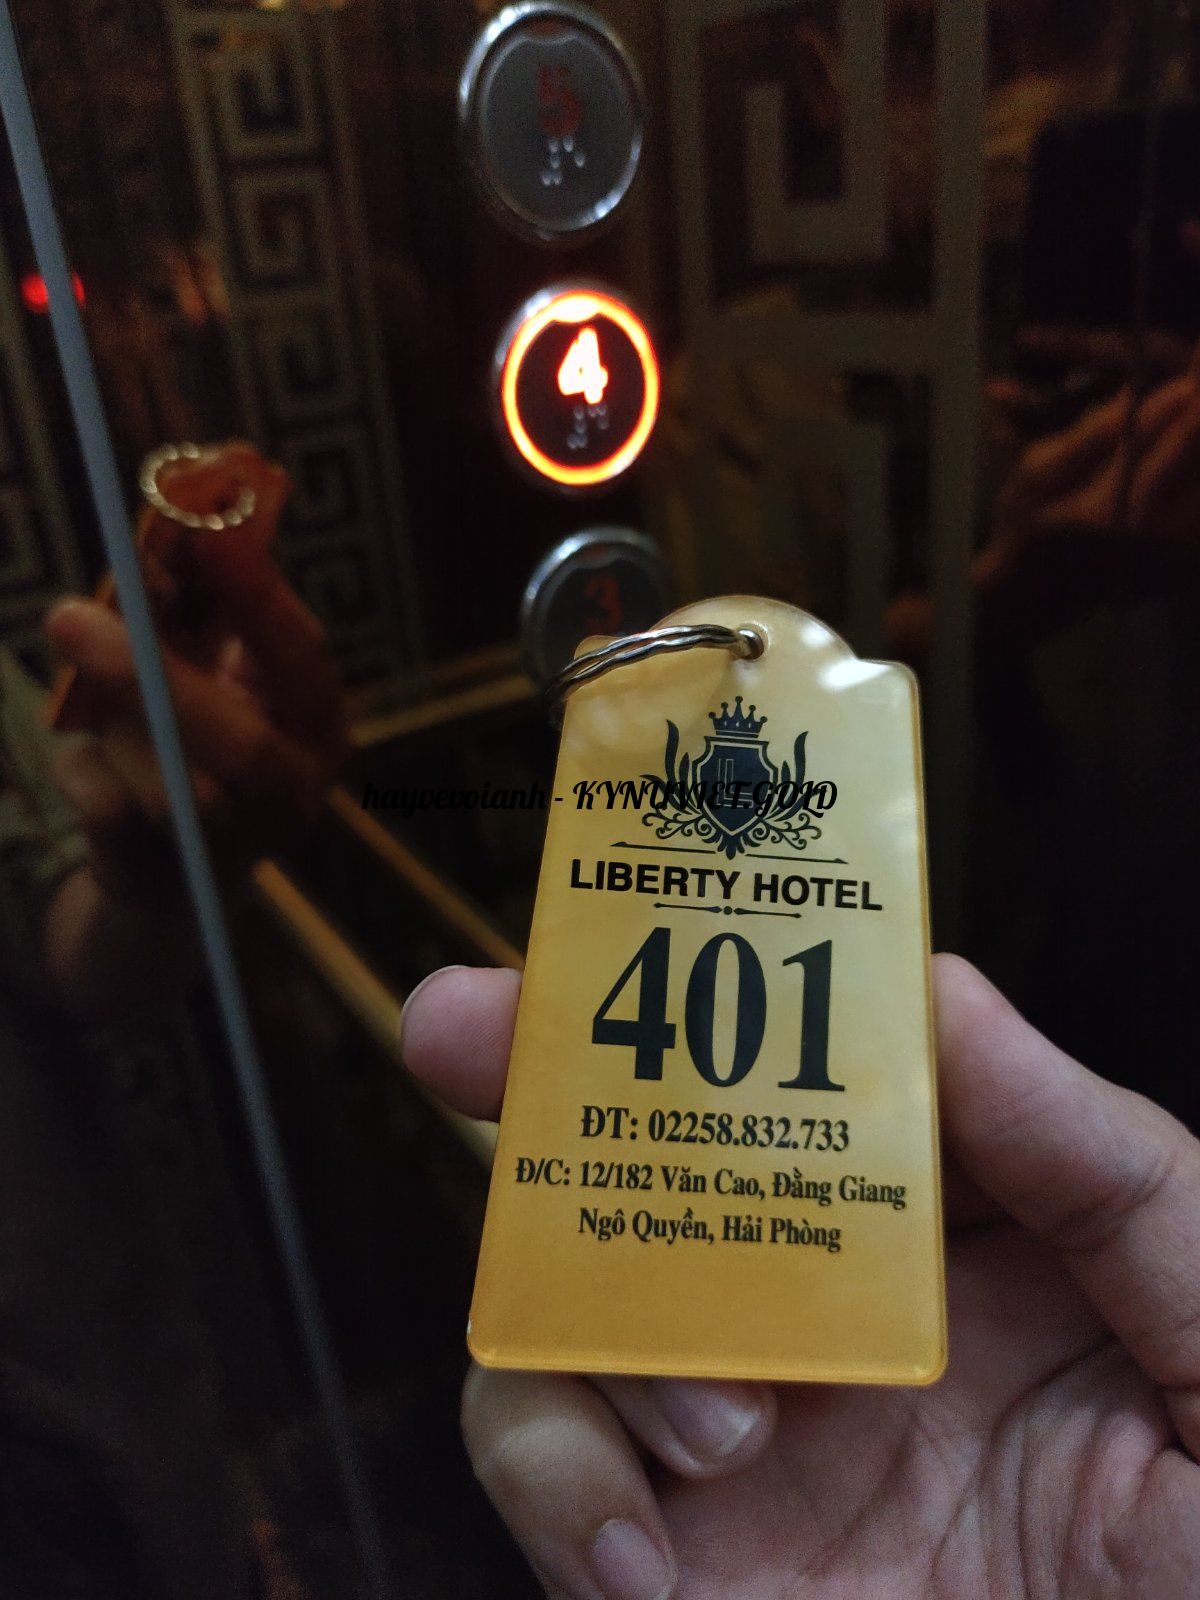 5
4
3
hayvevoianh - KYNUVIET.GOLD
LIBERTY HOTEL
401
ĐT: 02258.832.733
Đ/C: 12/182 Văn Cao, Đằng Giang
Ngô Quyền, Hải Phòng